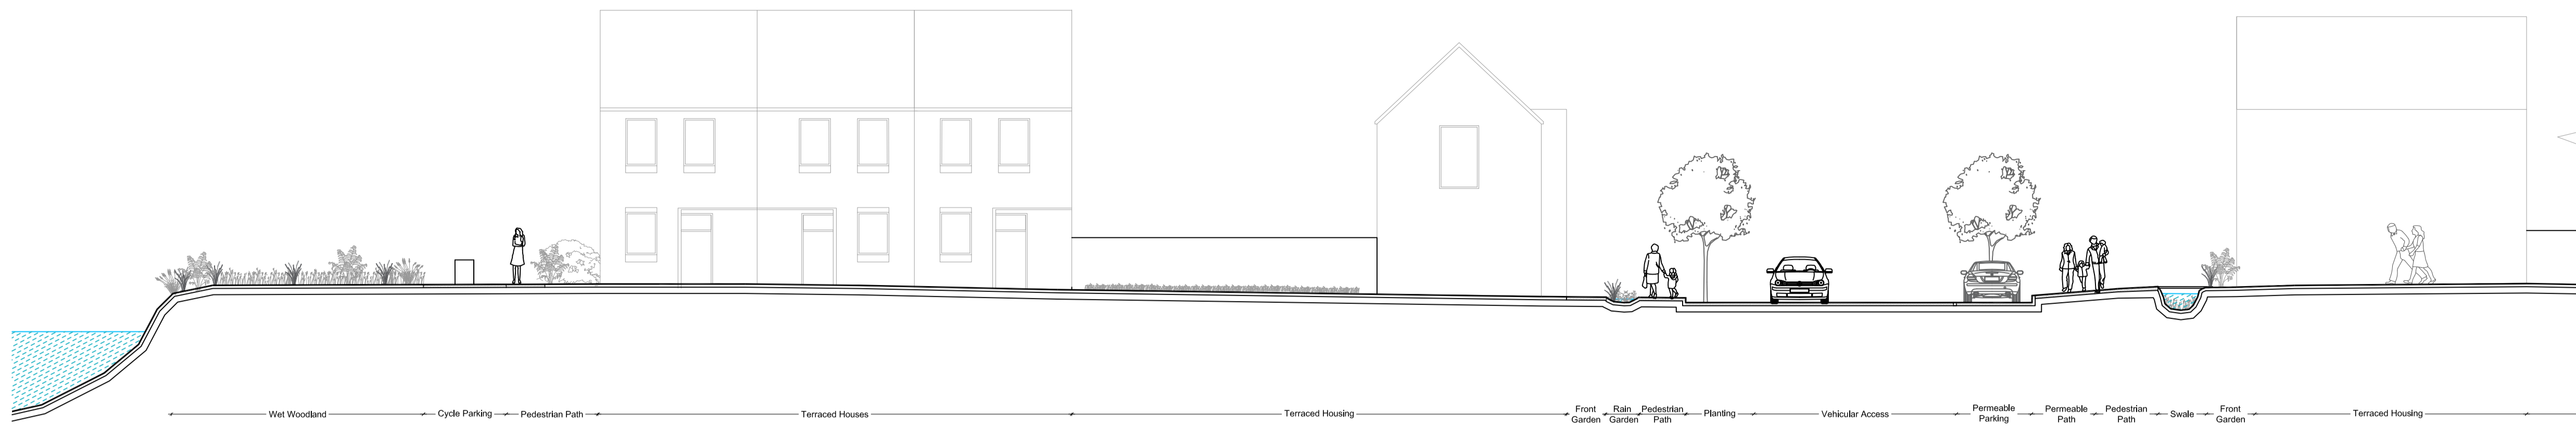 Wet Woodland
Cycle Parking
Pedestrian Path
Terraced Houses
Terraced Housing
Front
Garden
Rain
Garden
Pedestrian
Path
Planting
Vehicular Access
Permeable
Parking
Permeable
Path
Pedestrian
Path
Swale
Front
Garden
Terraced Housing